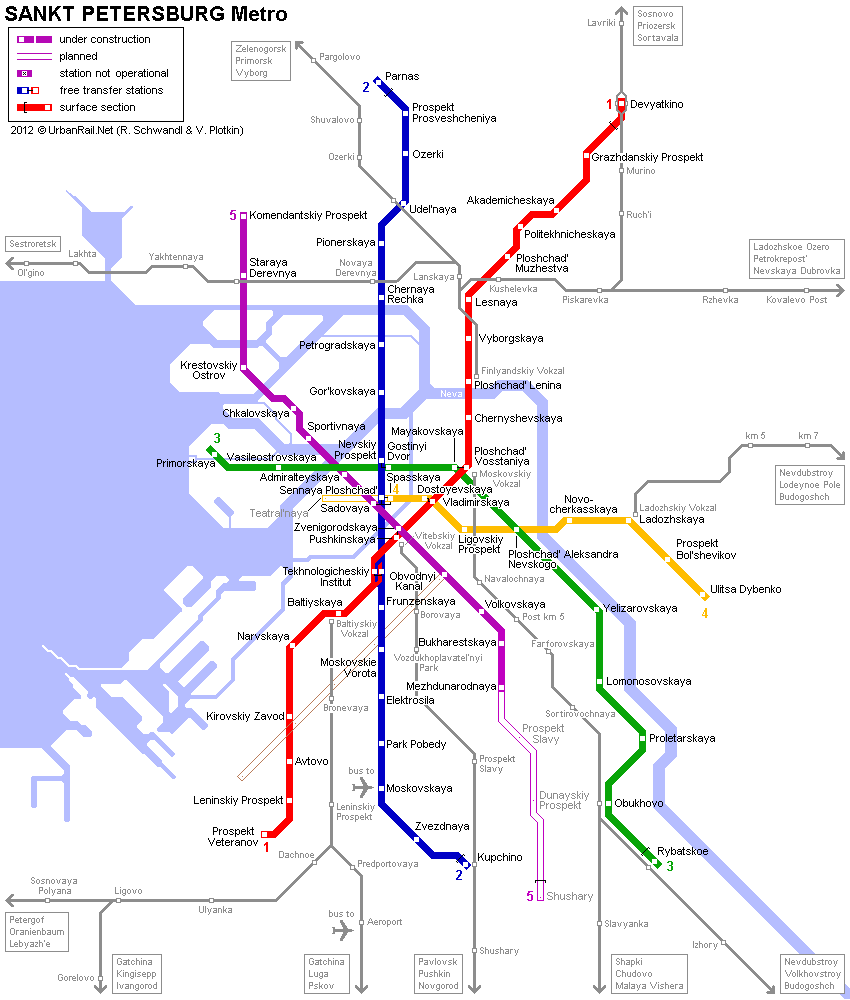 SANKT PETERSBURG Metro
under construction
planned
station not operational
free transfer stations
surface section
2012 © UrbanRail.Net (R. Schwandl & V. Plotkin)
Zelenogorsk
Primorsk
Vyborg
Pargolovo
Shuvalovo
Ozerki
Lavriki
Sosnovo
Priozersk
Sortavala
2
Parnas
Prospekt
Prosveshcheniya
Ozerki
Udel'naya
1
Devyatkino
Grazhdanskiy Prospekt
Murino
Akademicheskaya
Ruch'i
Politekhnicheskaya
Ploshchad'
Muzhestva
5
Komendantskiy Prospekt
Pionerskaya
Sestroretsk
Ol'gino
Lakhta
Yakhtennaya
Staraya
Derevnya
Novaya
Derevnya
Lanskaya
Kushelevka
Piskarevka
Rzhevka
Kovalevo Post
Ladozhskoe Ozero
Petrokrepost'
Nevskaya Dubrovka
Chernaya
Rechka
Lesnaya
Petrogradskaya
Vyborgskaya
Krestovskiy
Ostrov
Finlyandskiy Vokzal
Ploshchad' Lenina
Gor'kovskaya
Neva
Chkalovskaya
Chernyshevskaya
Sportivnaya
Mayakovskaya
3
Primorskaya
Vasileostrovskaya
Nevskiy
Prospekt
Gostinyi
Dvor
Ploshchad'
Vosstaniya
km 5
km 7
Nevdubstroy
Lodeynoe Pole
Budogoshch
Admiralteyskaya
Spasskaya
Moskovskiy
Vokzal
Sennaya Ploshchad'
4
Dostoyevskaya
Teatral'naya
Sadovaya
Vladimirskaya
Novo-
cherkasskaya
Ladozhskiy Vokzal
Ladozhskaya
Zvenigorodskaya
Pushkinskaya
Vitebskiy
Vokzal
Ligovskiy
Prospekt
Ploshchad' Aleksandra
Nevskogo
Prospekt
Bol'shevikov
Tekhnologicheskiy
Institut
Obvodnyi
Kanal
Navalochnaya
Ulitsa Dybenko
4
Baltiyskaya
Frunzenskaya
Volkovskaya
Yelizarovskaya
Baltiyskiy
Vokzal
Borovaya
Post km 5
Narvskaya
Bukharestskaya
Farforovskaya
Moskovskie
Vorota
Vozdukhoplavatel'nyi
Park
Mezhdunarodnaya
Lomonosovskaya
Bronevaya
Elektrosila
Sortirovochnaya
Kirovskiy Zavod
Prospekt
Slavy
Proletarskaya
Park Pobedy
Avtovo
Prospekt
Slavy
bus to
Moskovskaya
Leninskiy Prospekt
Leninskiy
Prospekt
Dunayskiy
Prospekt
Obukhovo
Prospekt
Veteranov
1
Zvezdnaya
Dachnoe
Predportovaya
Kupchino
2
Rybatskoe
3
Sosnovaya
Polyana
Ligovo
Ulyanka
5
Shushary
Petergof
Oranienbaum
Lebyazh'e
bus to
Aeroport
Slavyanka
Izhory
Gorelovo
Shushary
Gatchina
Kingisepp
Ivangorod
Gatchina
Luga
Pskov
Pavlovsk
Pushkin
Novgorod
Shapki
Chudovo
Malaya Vishera
Nevdubstroy
Volkhovstroy
Budogoshch